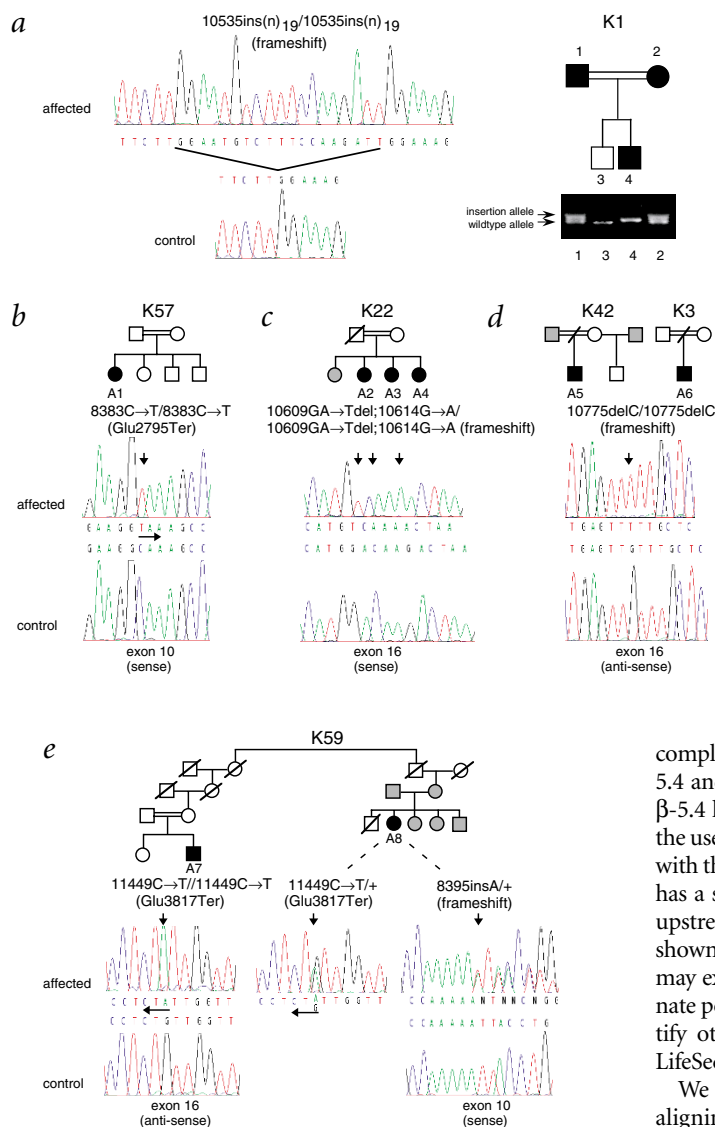 a
10535ins(n)19/10535ins(n)19
(frameshift)
affected
T T C T T G G A A T G T C T T T C C A A G A T T G G A A A G
T T C T T G G A A A G
control
K1
1
2
3
4
insertion allele
wildtype allele
1 3 4 2
b
K57
A1
8383C→T/8383C→T
(Glu2795Ter)
affected
G A A G G T A A A G C C
G A A G G C A A A G C C
control
exon 10
(sense)
c
K22
A2 A3 A4
10609GA→Tdel;10614G→A/
10609GA→Tdel;10614G→A (frameshift)
C A T G T C A A A A C T A A
C A T G G A C A A G A C T A A
exon 16
(sense)
d
K42 K3
A5 A6
10775delC/10775delC
(frameshift)
T G A G T T T T T G C T C
T G A G T T G T T T G C T C
exon 16
(anti-sense)
e
K59
A7
A8
11449C→T//11449C→T
(Glu3817Ter)
11449C→T/+
(Glu3817Ter)
8395insA/+
(frameshift)
affected
C C T C T A T T G G T T
C C T C T G T T G G T T
C C T C T A T T G G T T
G
C C A A A A A N T N N C N G G
C C A A A A A T T A C C T G
control
exon 16
(anti-sense)
exon 10
(sense)
compl
5.4 and
β-5.4
the use
with th
has a s
upstre
shown
may ex
nate p
tify ot
LifeSe
We
aligni